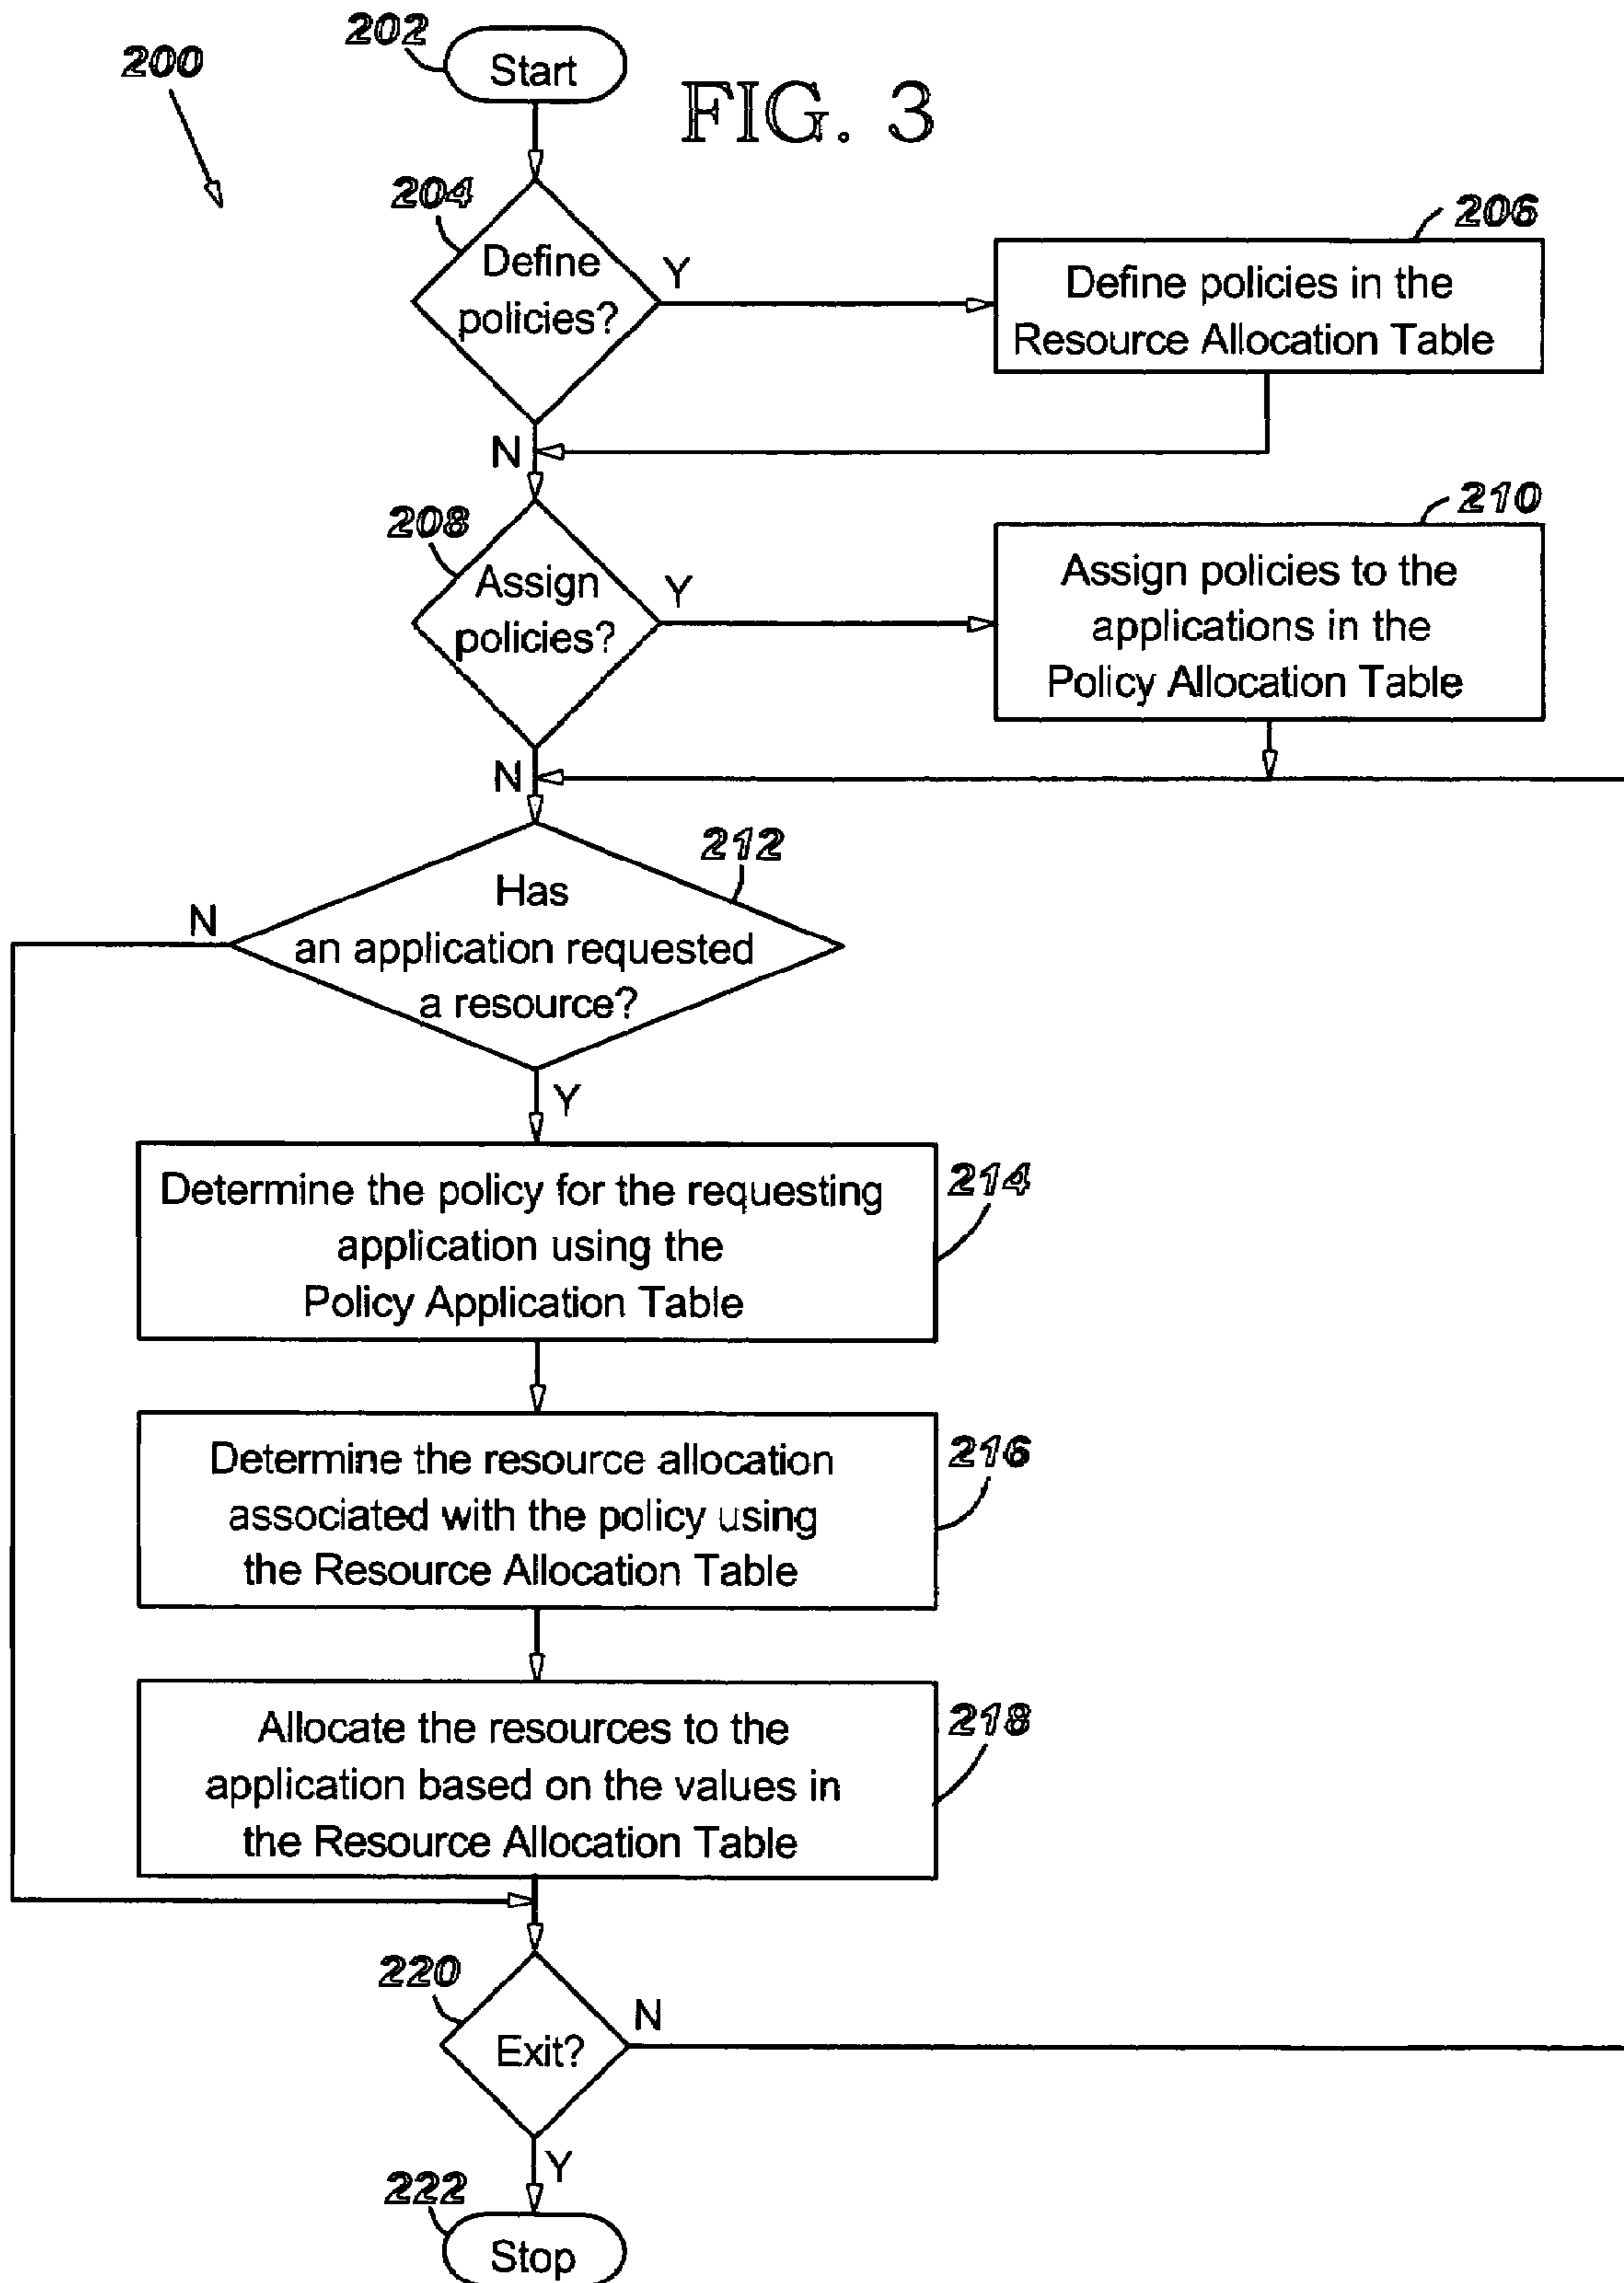 202
Start
200
FIG. 3
204
Define
policies?
Y
206
Define policies in the
Resource Allocation Table
N
208
Assign
policies?
Y
210
Assign policies to the
applications in the
Policy Allocation Table
N
212
Has
an application requested
a resource?
N
Y
Determine the policy for the requesting
application using the
Policy Application Table
214
Determine the resource allocation
associated with the policy using
the Resource Allocation Table
216
Allocate the resources to the
application based on the values in
the Resource Allocation Table
218
220
Exit?
N
Y
222
Stop